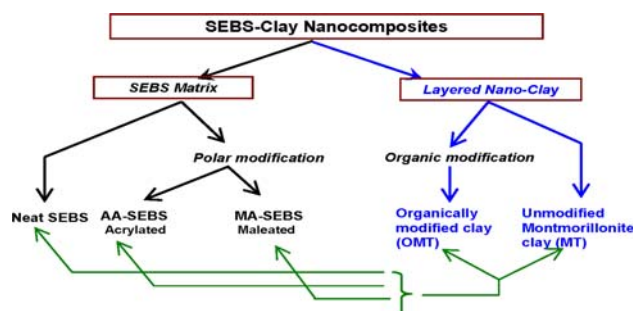 SEBS-Clay Nanocomposites
SEBS Matrix
Layered Nano-Clay
Polar modification
Organic modification
Neat SEBS
AA-SEBS
Acrylated
MA-SEBS
Maleated
Organically
modified clay
(OMT)
Unmodified
Montmorillonite
clay (MT)